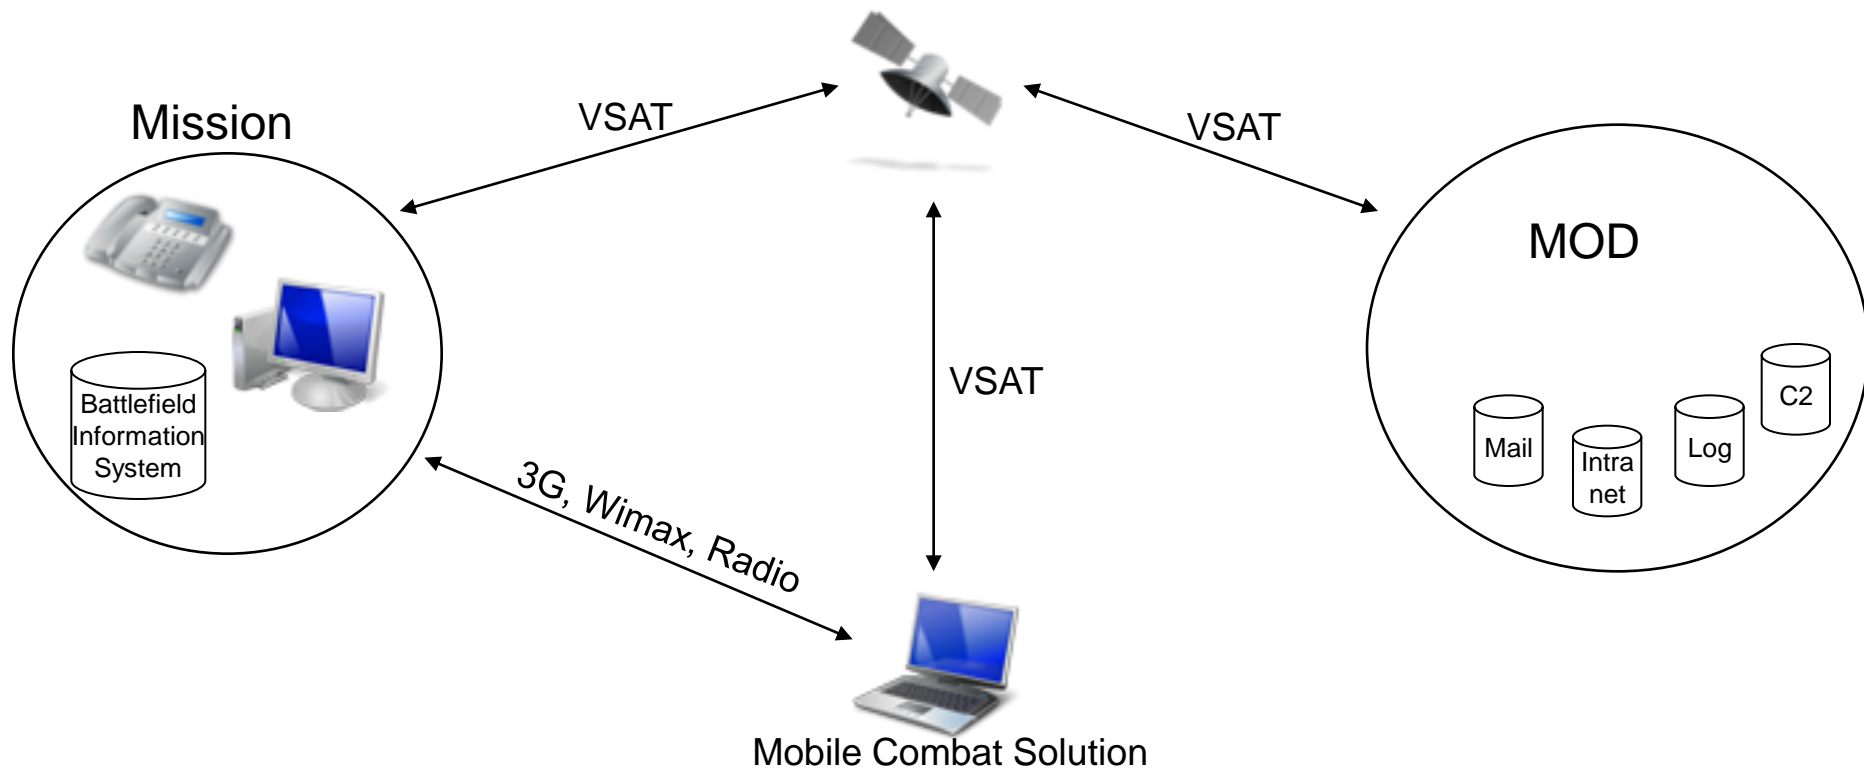 Mission
VSAT
VSAT
MOD
VSAT
Battlefield
Information
System
3G, Wimax, Radio
Mail
Intra
net
Log
C2
Mobile Combat Solution